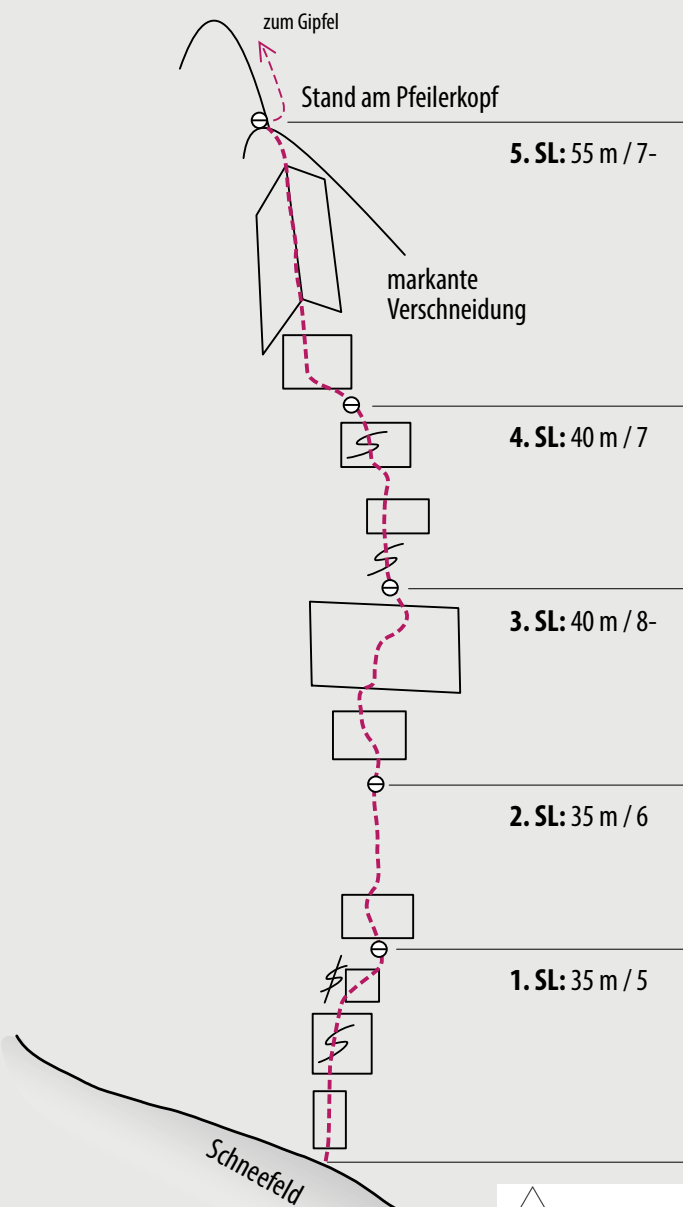 zum Gipfel
Stand am Pfeilerkopf
5. SL: 55 m / 7-
markante
Verschneidung
4. SL: 40 m / 7
3. SL: 40 m / 8-
2. SL: 35 m / 6
1. SL: 35 m / 5
Schneefeld